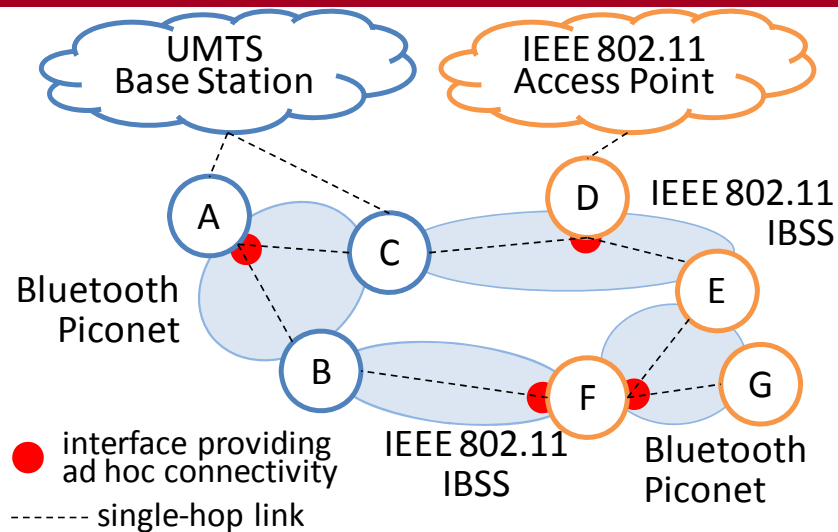 UMTS
Base Station
IEEE 802.11
Access Point
A
C
D
IEEE 802.11
IBSS
E
Bluetooth
Piconet
B
F
G
IEEE 802.11
IBSS
Bluetooth
Piconet
interface providing
ad hoc connectivity
single-hop link